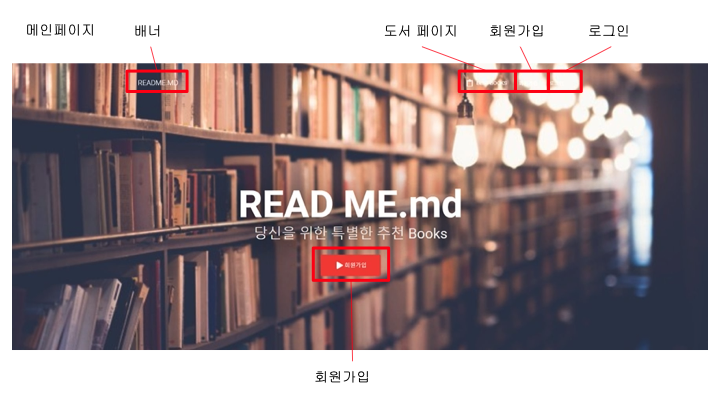 메인페이지
배너
도서 페이지
회원가입
로그인
README.MD
READ ME.md
당신을 위한 특별한 추천 Books
▶ 회원가입
회원가입